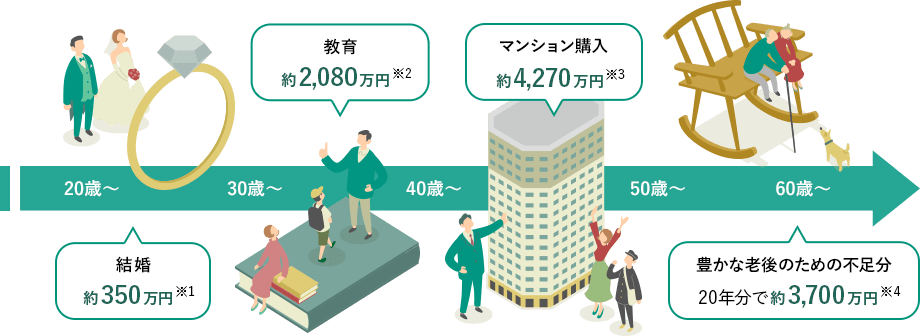 教育
約2,080万円※2
マンション購入
約4,270万円※3
20歳～
30歳～
40歳～
50歳～
60歳～
結婚
約350万円※1
豊かな老後のための不足分
20年分で約3,700万円※4